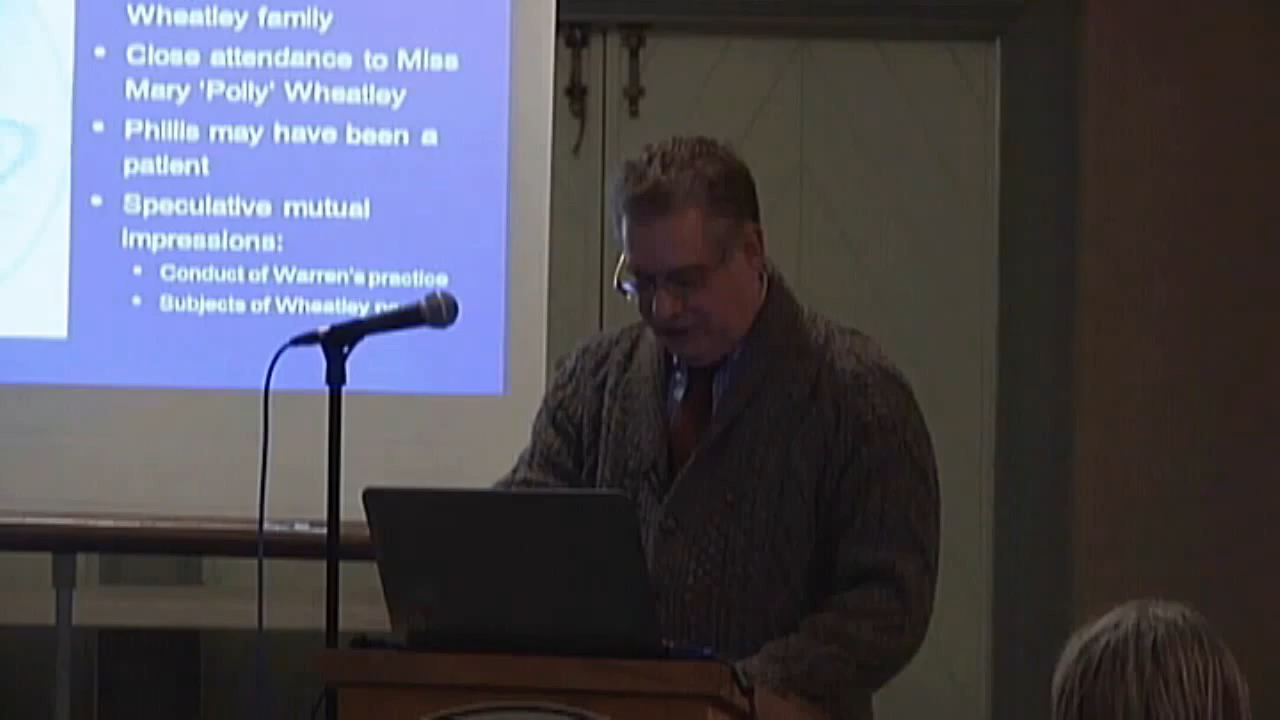 Wheatley family
• Close attendance to Miss
Mary 'Polly' Wheatley
• Phillis may have been a
patient
• Speculative mutual
impressions:
• Conduct of Warren's practice
• Subjects of Wheatley